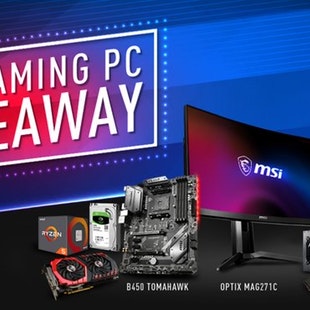 AMING PC
EAWAY
msi
RYZEN
B450 TOMAHAWK
OPTIX MAG271C